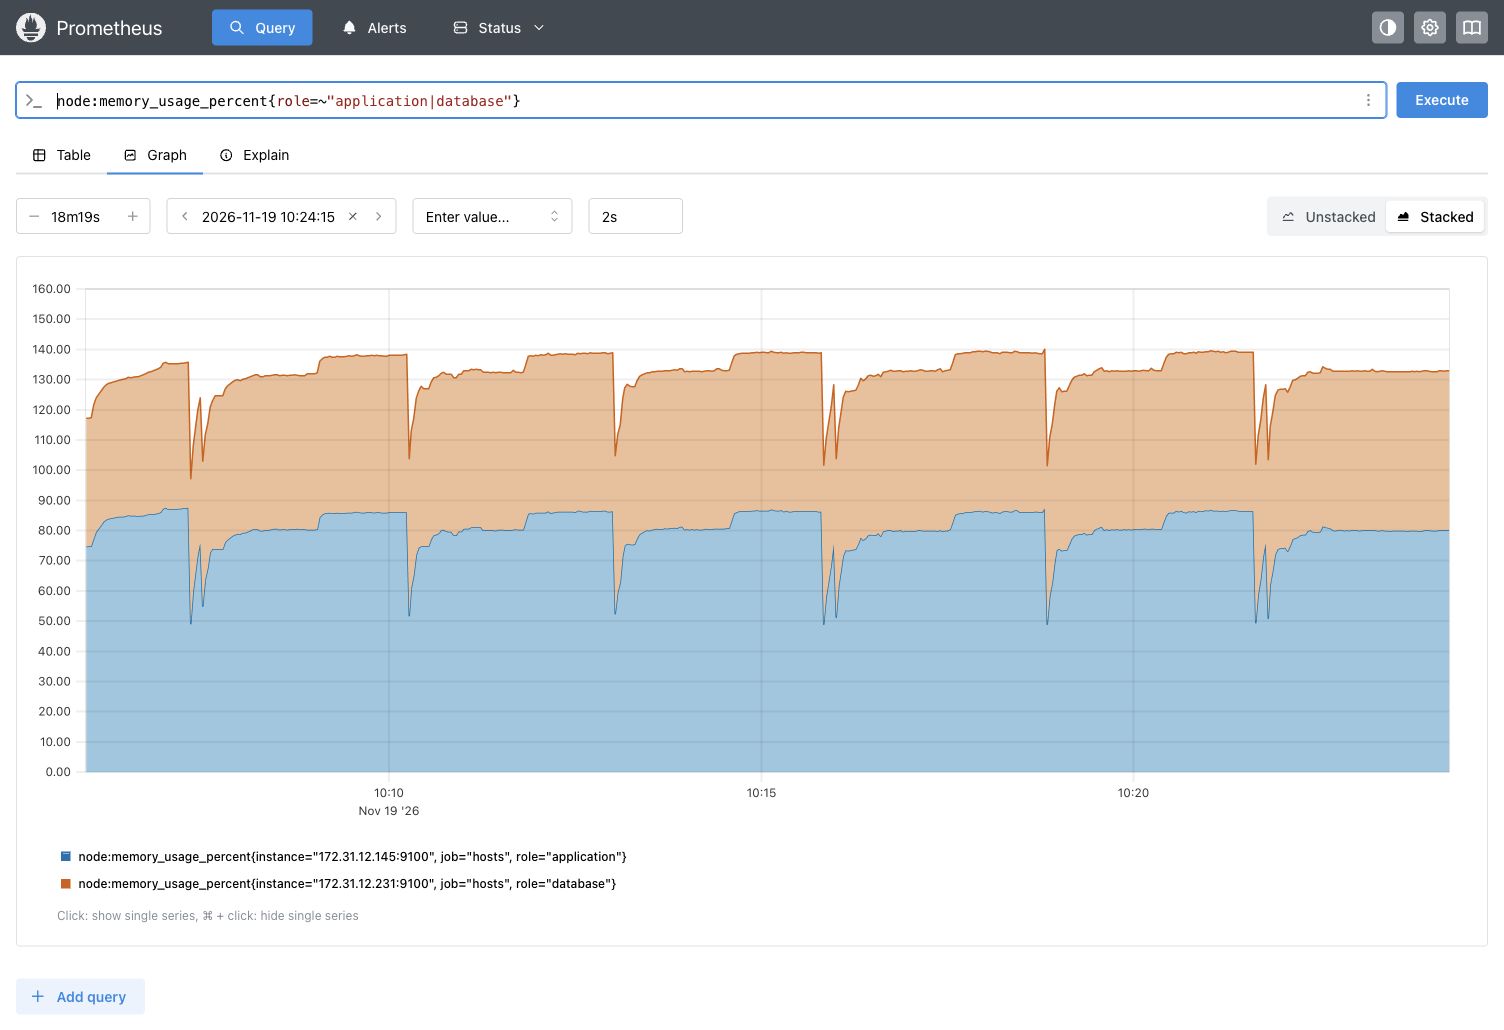 Prometheus Query Alerts Status
>_ node:memory_usage_percent{role=~"application|database"} Execute
Table Graph Explain
− 18m19s + < 2026-11-19 10:24:15 × > Enter value... 2s Unstacked Stacked
160.00
150.00
140.00
130.00
120.00
110.00
100.00
90.00
80.00
70.00
60.00
50.00
40.00
30.00
20.00
10.00
0.00
10:10 10:15 10:20
Nov 19 '26
node:memory_usage_percent{instance="172.31.12.145:9100", job="hosts", role="application"}
node:memory_usage_percent{instance="172.31.12.231:9100", job="hosts", role="database"}
Click: show single series, ⌘ + click: hide single series
+ Add query